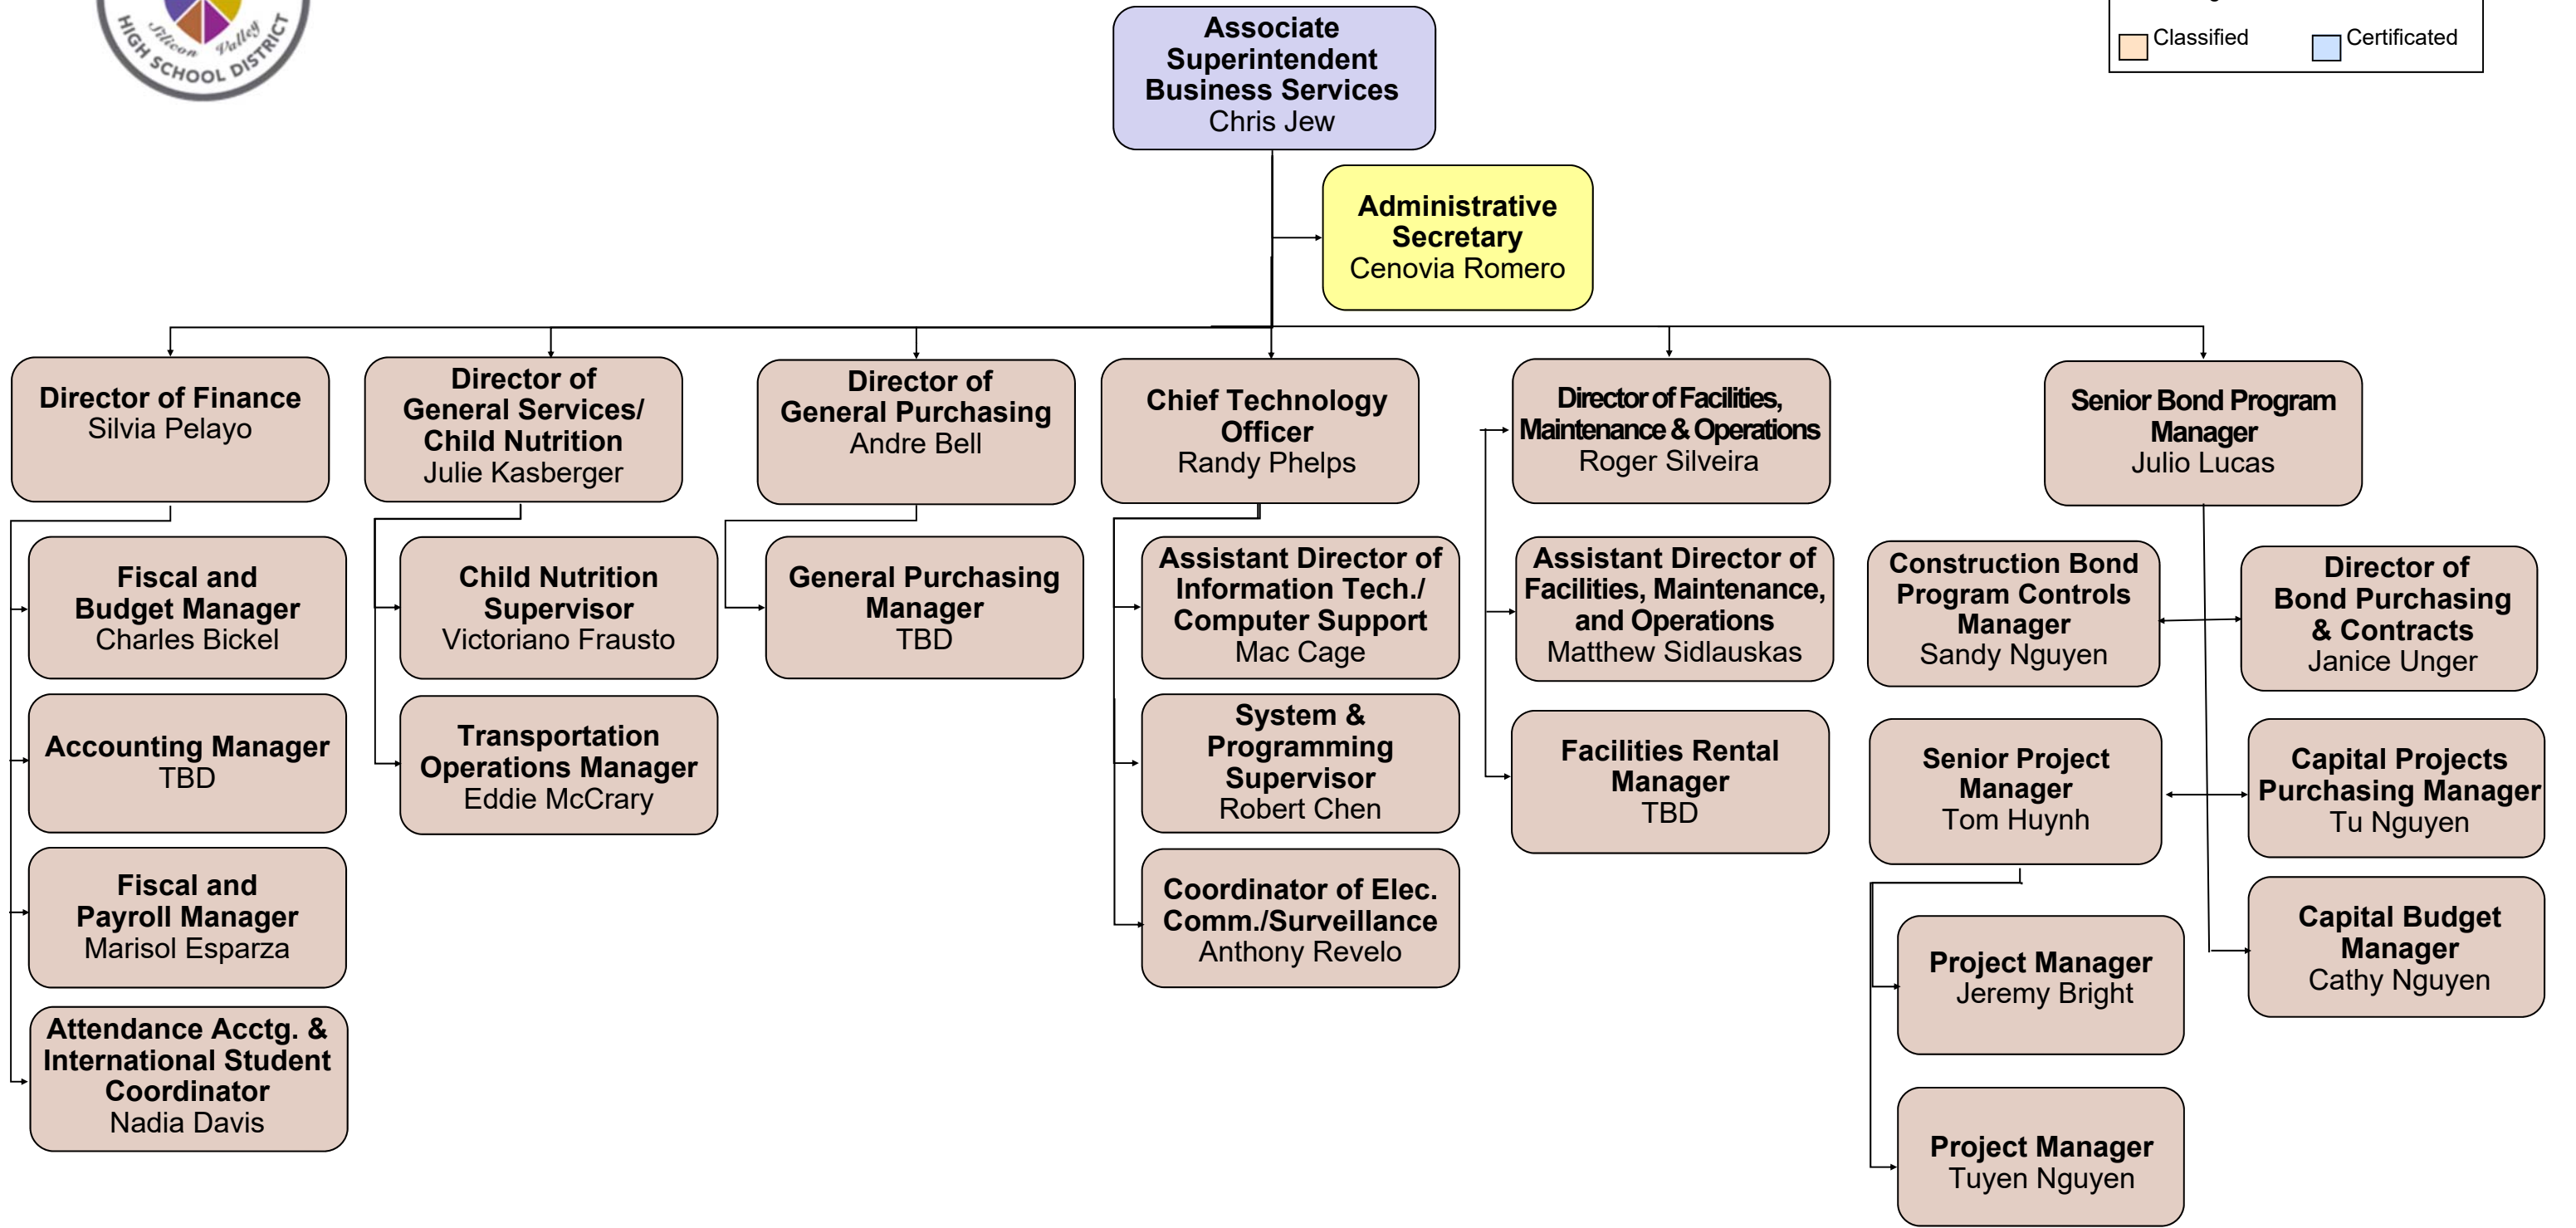 Silicon Valley
HIGH SCHOOL DISTRICT
Classified
Certificated
Associate
Superintendent
Business Services
Chris Jew
Administrative
Secretary
Cenovia Romero
Director of Finance
Silvia Pelayo
Director of
General Services/
Child Nutrition
Julie Kasberger
Director of
General Purchasing
Andre Bell
Chief Technology
Officer
Randy Phelps
Director of Facilities,
Maintenance & Operations
Roger Silveira
Senior Bond Program
Manager
Julio Lucas
Fiscal and
Budget Manager
Charles Bickel
Child Nutrition
Supervisor
Victoriano Frausto
General Purchasing
Manager
TBD
Assistant Director of
Information Tech./
Computer Support
Mac Cage
Assistant Director of
Facilities, Maintenance,
and Operations
Matthew Sidlauskas
Construction Bond
Program Controls
Manager
Sandy Nguyen
Director of
Bond Purchasing
& Contracts
Janice Unger
Accounting Manager
TBD
Transportation
Operations Manager
Eddie McCrary
System &
Programming
Supervisor
Robert Chen
Facilities Rental
Manager
TBD
Senior Project
Manager
Tom Huynh
Capital Projects
Purchasing Manager
Tu Nguyen
Fiscal and
Payroll Manager
Marisol Esparza
Coordinator of Elec.
Comm./Surveillance
Anthony Revelo
Project Manager
Jeremy Bright
Capital Budget
Manager
Cathy Nguyen
Attendance Acctg. &
International Student
Coordinator
Nadia Davis
Project Manager
Tuyen Nguyen